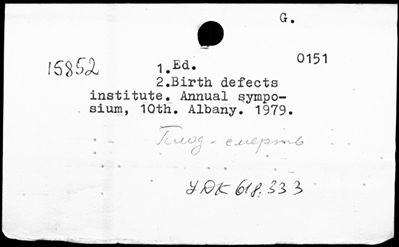 G.
0151
15852
1.Ed.
2.Birth defects
institute. Annual sympo-
sium, 10th. Albany. 1979.
Плод - смерть
УДК 618.33 3